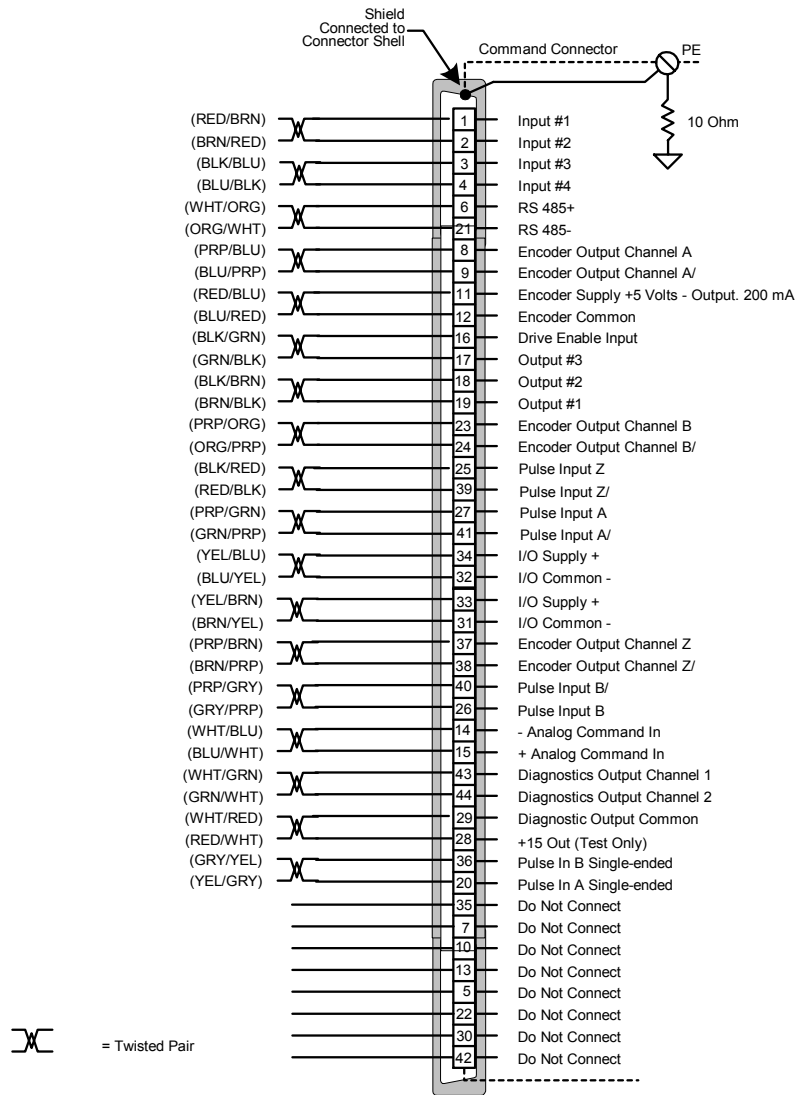 Shield
Connected to
Connector Shell
Command Connector
PE
10 Ohm
(RED/BRN) 1 Input #1
(BRN/RED) 2 Input #2
(BLK/BLU) 3 Input #3
(BLU/BLK) 4 Input #4
(WHT/ORG) 6 RS 485+
(ORG/WHT) 21 RS 485-
(PRP/BLU) 8 Encoder Output Channel A
(BLU/PRP) 9 Encoder Output Channel A/
(RED/BLU) 11 Encoder Supply +5 Volts - Output. 200 mA
(BLU/RED) 12 Encoder Common
(BLK/GRN) 16 Drive Enable Input
(GRN/BLK) 17 Output #3
(BLK/BRN) 18 Output #2
(BRN/BLK) 19 Output #1
(PRP/ORG) 23 Encoder Output Channel B
(ORG/PRP) 24 Encoder Output Channel B/
(BLK/RED) 25 Pulse Input Z
(RED/BLK) 39 Pulse Input Z/
(PRP/GRN) 27 Pulse Input A
(GRN/PRP) 41 Pulse Input A/
(YEL/BLU) 34 I/O Supply +
(BLU/YEL) 32 I/O Common -
(YEL/BRN) 33 I/O Supply +
(BRN/YEL) 31 I/O Common -
(PRP/BRN) 37 Encoder Output Channel Z
(BRN/PRP) 38 Encoder Output Channel Z/
(PRP/GRY) 40 Pulse Input B/
(GRY/PRP) 26 Pulse Input B
(WHT/BLU) 14 - Analog Command In
(BLU/WHT) 15 + Analog Command In
(WHT/GRN) 43 Diagnostics Output Channel 1
(GRN/WHT) 44 Diagnostics Output Channel 2
(WHT/RED) 29 Diagnostic Output Common
(RED/WHT) 28 +15 Out (Test Only)
(GRY/YEL) 36 Pulse In B Single-ended
(YEL/GRY) 20 Pulse In A Single-ended
35 Do Not Connect
7 Do Not Connect
10 Do Not Connect
13 Do Not Connect
5 Do Not Connect
22 Do Not Connect
30 Do Not Connect
42 Do Not Connect
= Twisted Pair